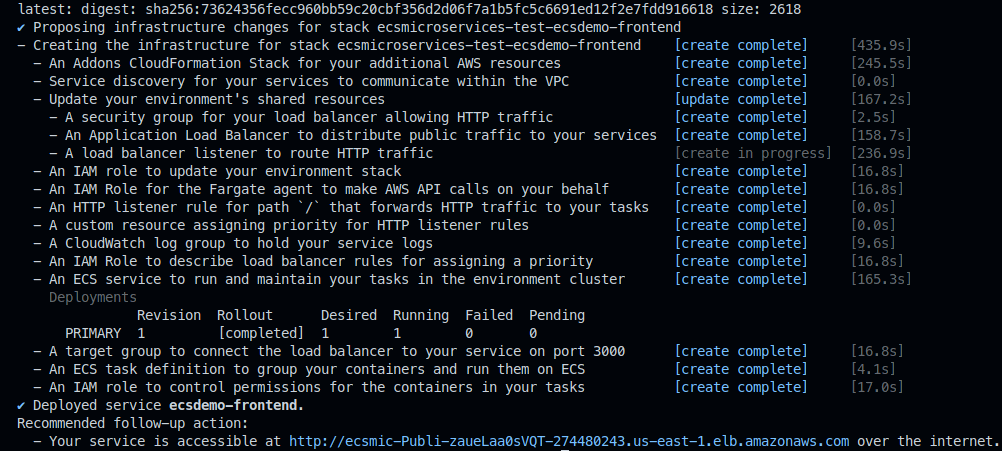 latest: digest: sha256:73624356fecc960bb59c20cbf356d2d06f7a1b5fc5c6691ed12f2e7fdd916618 size: 2618
✔ Proposing infrastructure changes for stack ecsmicroservices-test-ecsdemo-frontend
– Creating the infrastructure for stack ecsmicroservices-test-ecsdemo-frontend [create complete] [435.9s]
– An Addons CloudFormation Stack for your additional AWS resources [create complete] [245.5s]
– Service discovery for your services to communicate within the VPC [create complete] [0.0s]
– Update your environment's shared resources [update complete] [167.2s]
– A security group for your load balancer allowing HTTP traffic [create complete] [2.5s]
– An Application Load Balancer to distribute public traffic to your services [create complete] [158.7s]
– A load balancer listener to route HTTP traffic [create in progress] [236.9s]
– An IAM role to update your environment stack [create complete] [16.8s]
– An IAM Role for the Fargate agent to make AWS API calls on your behalf [create complete] [16.8s]
– An HTTP listener rule for path `/` that forwards HTTP traffic to your tasks [create complete] [0.0s]
– A custom resource assigning priority for HTTP listener rules [create complete] [0.0s]
– A CloudWatch log group to hold your service logs [create complete] [9.6s]
– An IAM Role to describe load balancer rules for assigning a priority [create complete] [16.8s]
– An ECS service to run and maintain your tasks in the environment cluster [create complete] [165.3s]
Deployments
Revision Rollout Desired Running Failed Pending
PRIMARY 1 [completed] 1 1 0 0
– A target group to connect the load balancer to your service on port 3000 [create complete] [16.8s]
– An ECS task definition to group your containers and run them on ECS [create complete] [4.1s]
– An IAM role to control permissions for the containers in your tasks [create complete] [17.0s]
✔ Deployed service ecsdemo-frontend.
Recommended follow-up action:
– Your service is accessible at http://ecsmic-Publi-zaueLaa0sVQT-274480243.us-east-1.elb.amazonaws.com over the internet.